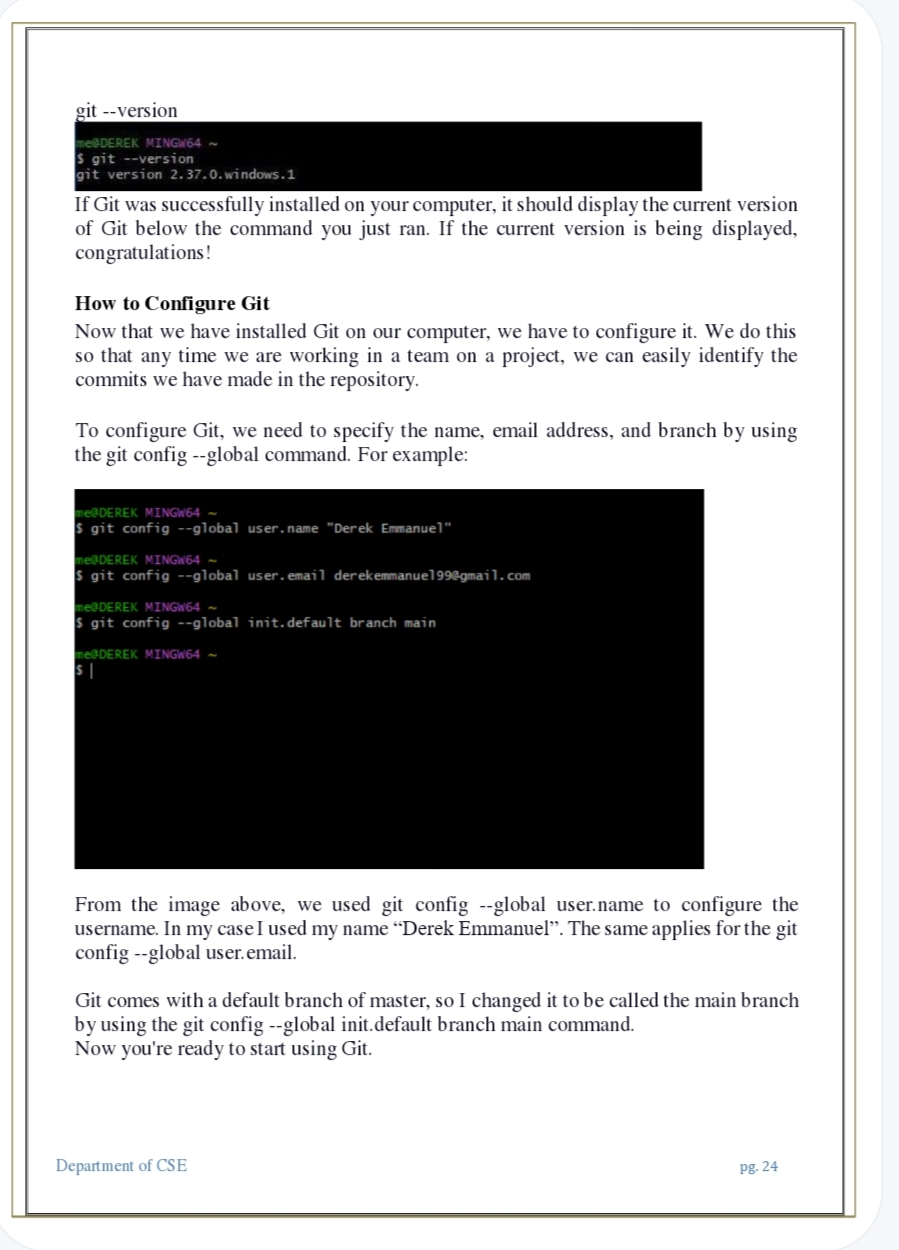 git --version
me@DEREK MINGW64 ~
$ git --version
git version 2.37.0.windows.1
If Git was successfully installed on your computer, it should display the current version
of Git below the command you just ran. If the current version is being displayed,
congratulations!
How to Configure Git
Now that we have installed Git on our computer, we have to configure it. We do this
so that any time we are working in a team on a project, we can easily identify the
commits we have made in the repository.
To configure Git, we need to specify the name, email address, and branch by using
the git config --global command. For example:
me@DEREK MINGW64 ~
$ git config --global user.name "Derek Emmanuel"
me@DEREK MINGW64 ~
$ git config --global user.email derekemmanuel99@gmail.com
me@DEREK MINGW64 ~
$ git config --global init.default branch main
me@DEREK MINGW64 ~
$
From the image above, we used git config --global user.name to configure the
username. In my case I used my name “Derek Emmanuel”. The same applies for the git
config --global user.email.
Git comes with a default branch of master, so I changed it to be called the main branch
by using the git config --global init.default branch main command.
Now you're ready to start using Git.
Department of CSE
pg. 24